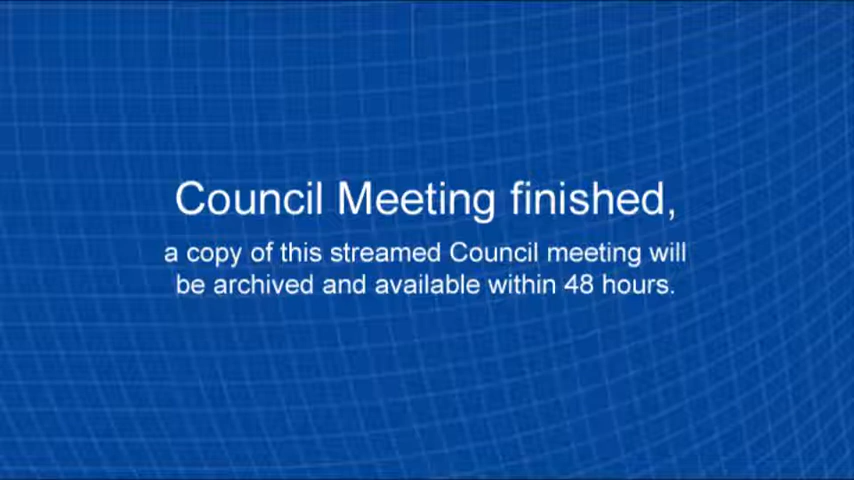 Council Meeting finished,
a copy of this streamed Council meeting will
be archived and available within 48 hours.